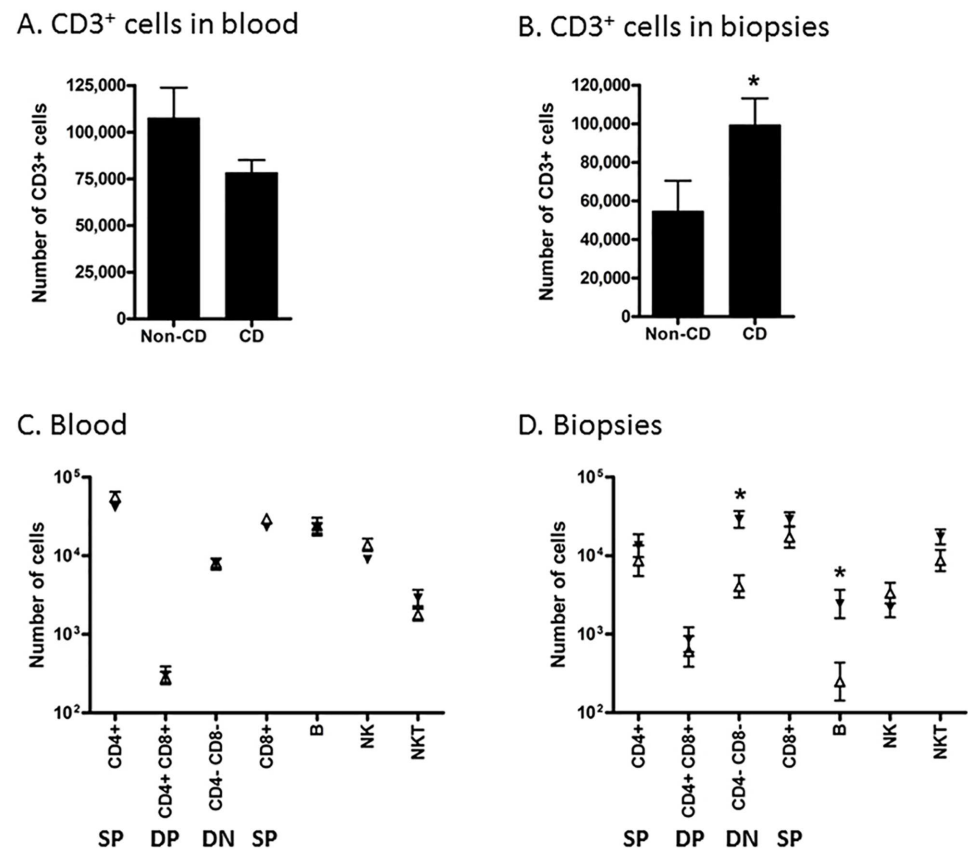 A. CD3⁺ cells in blood
B. CD3⁺ cells in biopsies
Number of CD3+ cells
125,000
100,000
75,000
50,000
25,000
0
Non-CD CD
Number of CD3+ cells
120,000
100,000
80,000
60,000
40,000
20,000
0
*
Non-CD CD
C. Blood
D. Biopsies
Number of cells
10⁵
10⁴
10³
10²
CD4+
CD4+ CD8+
CD4- CD8-
CD8+
B
NK
NKT
SP DP DN SP
Number of cells
10⁵
10⁴
10³
10²
*
*
CD4+
CD4+ CD8+
CD4- CD8-
CD8+
B
NK
NKT
SP DP DN SP